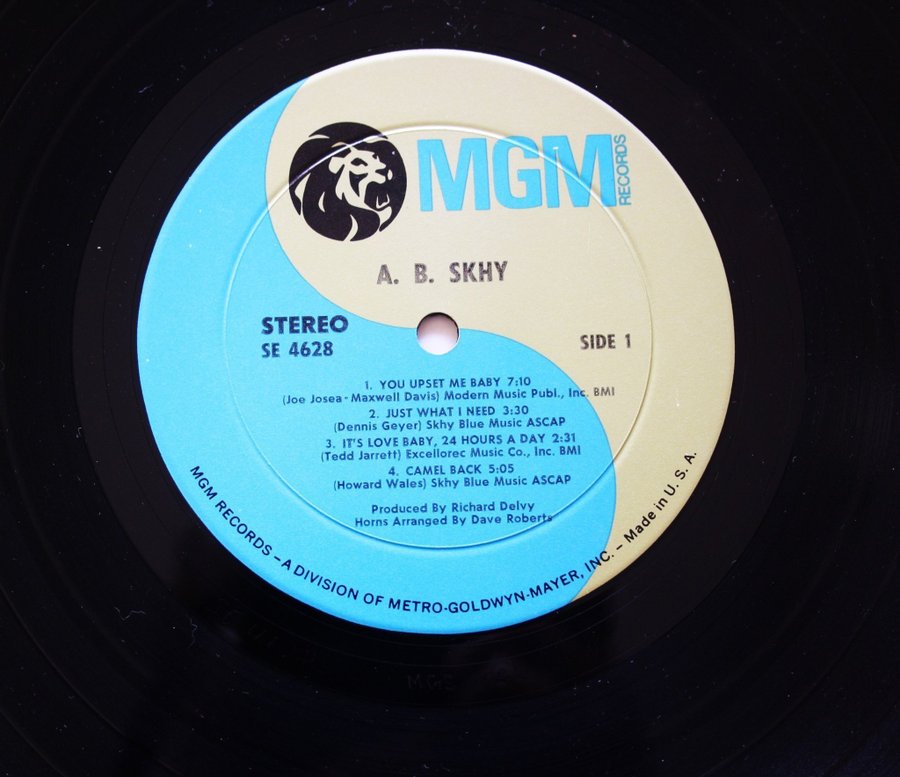 MGM RECORDS
A. B. SKHY
STEREO
SE 4628
SIDE 1
1. YOU UPSET ME BABY 7:10
(Joe Josea - Maxwell Davis) Modern Music Publ., Inc. BMI
2. JUST WHAT I NEED 3:30
(Dennis Geyer) Skhy Blue Music ASCAP
3. IT'S LOVE BABY, 24 HOURS A DAY 2:31
(Tedd Jarrett) Excellorec Music Co., Inc. BMI
4. CAMEL BACK 5:05
(Howard Wales) Skhy Blue Music ASCAP
Produced By Richard Delvy
Horns Arranged By Dave Roberts
MGM RECORDS – A DIVISION OF METRO-GOLDWYN-MAYER, INC. – Made in U. S. A.